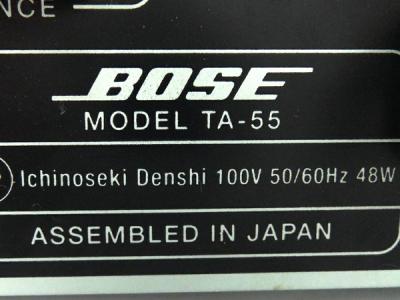 NCE
BOSE
MODEL TA-55
Ichinoseki Denshi 100V 50/60Hz 48W
ASSEMBLED IN JAPAN